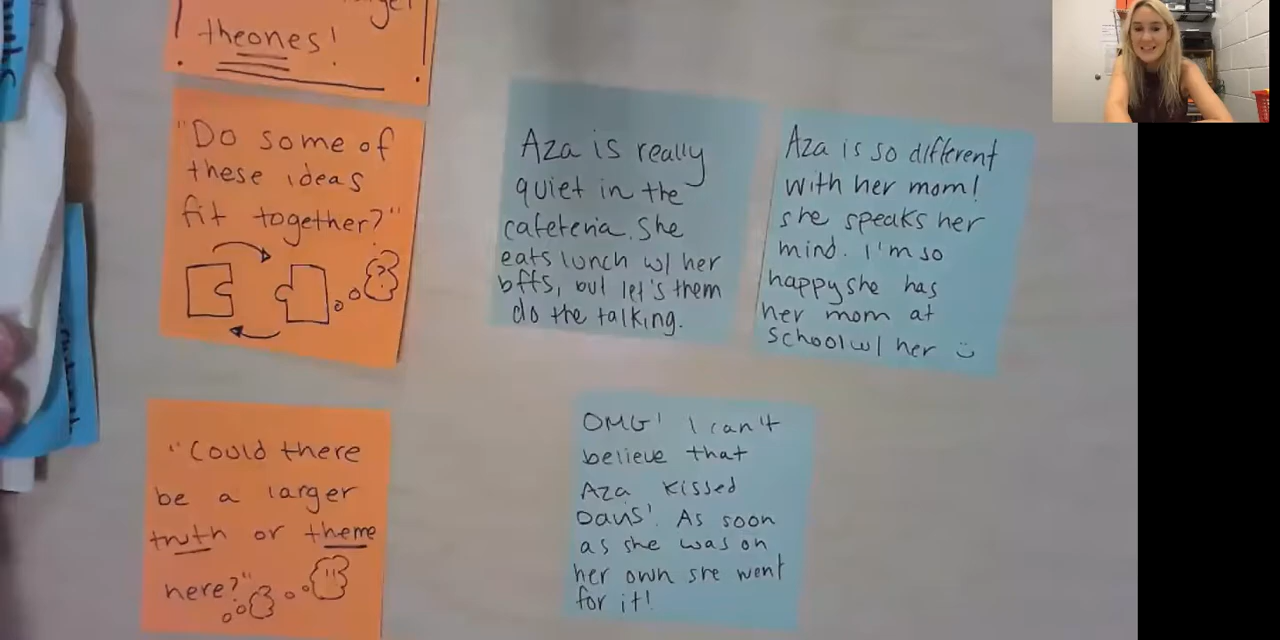 theories!
"Do some of
these ideas
fit together?"
"Could there
be a larger
truth or theme
here?"
Aza is really
quiet in the
cafeteria. She
eats lunch w/ her
bffs, but let's them
do the talking.
Aza is so different
with her mom!
she speaks her
mind. I'm so
happy she has
her mom at
school w/ her
OMG! I can't
believe that
Aza kissed
Davis! As soon
as she was on
her own she went
for it!